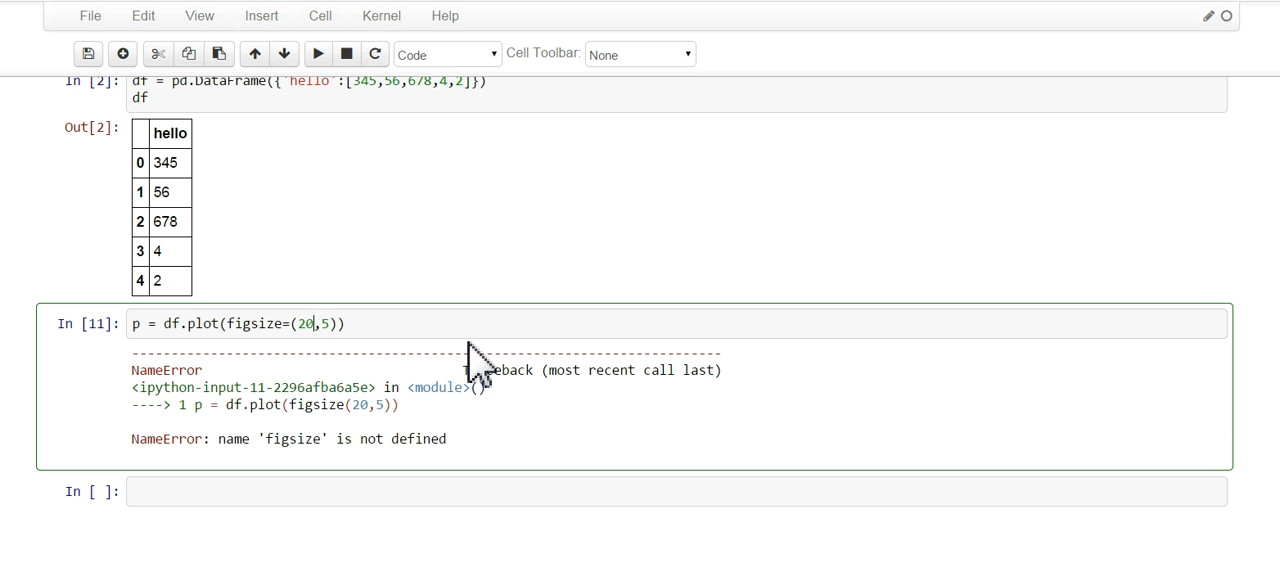 File Edit View Insert Cell Kernel Help
Code Cell Toolbar: None
In [2]: df = pd.DataFrame({'hello':[345,56,678,4,2]})
df
Out[2]:
hello
0 345
1 56
2 678
3 4
4 2
In [11]: p = df.plot(figsize=(20,5))
---------------------------------------------------------------------------
NameError (most recent call last)
<ipython-input-11-2296afba6a5e> in <module>()
----> 1 p = df.plot(figsize(20,5))
NameError: name 'figsize' is not defined
In [ ]: